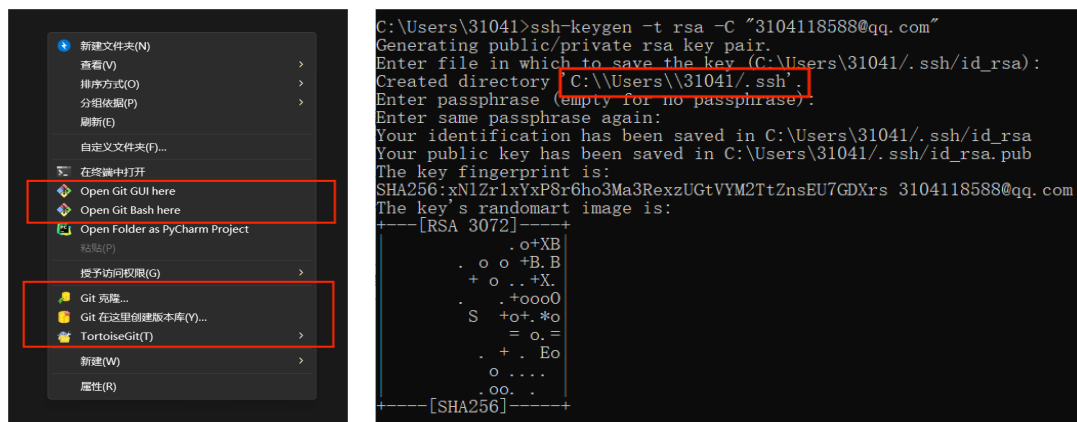 新建文件夹(N)
查看(V)
排序方式(O)
分组依据(P)
刷新(E)
自定义文件夹(F)...
在终端中打开
Open Git GUI here
Open Git Bash here
Open Folder as PyCharm Project
粘贴(P)
授予访问权限(G)
Git 克隆...
Git 在这里创建版本库(Y)...
TortoiseGit(T)
新建(W)
属性(R)
C:\Users\31041>ssh-keygen -t rsa -C "3104118588@qq.com"
Generating public/private rsa key pair.
Enter file in which to save the key (C:\Users\31041/.ssh/id_rsa):
Created directory 'C:\\Users\\31041/.ssh'.
Enter passphrase (empty for no passphrase):
Enter same passphrase again:
Your identification has been saved in C:\Users\31041/.ssh/id_rsa
Your public key has been saved in C:\Users\31041/.ssh/id_rsa.pub
The key fingerprint is:
SHA256:xNlZr1xYxP8r6ho3Ma3RexzUGtVYM2TtZnsEU7GDXrs 3104118588@qq.com
The key's randomart image is:
+---[RSA 3072]----+
|          .o+XB|
|     . o o +B.B|
|      + o ..+X.|
|     .   .+oooO|
|      S  +o+.*o|
|          = o.=|
|       . + . Eo|
|        o .... |
|       .oo. .  |
+----[SHA256]-----+